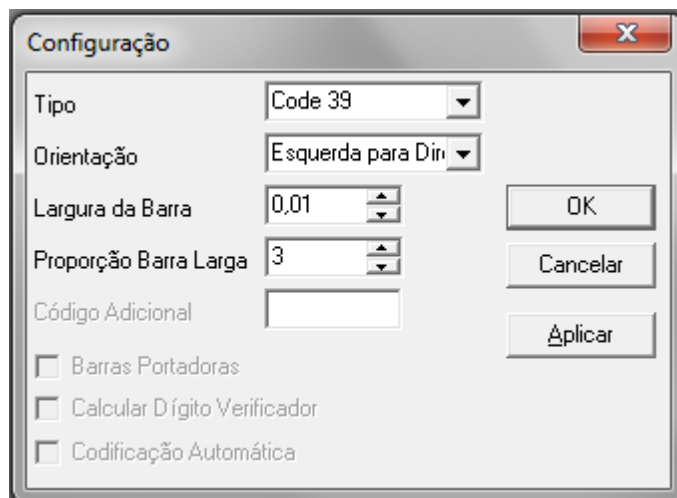 Configuração
Tipo Code 39
Orientação Esquerda para Dir
Largura da Barra 0,01
OK
Proporção Barra Larga 3
Cancelar
Código Adicional
Aplicar
Barras Portadoras
Calcular Dígito Verificador
Codificação Automática